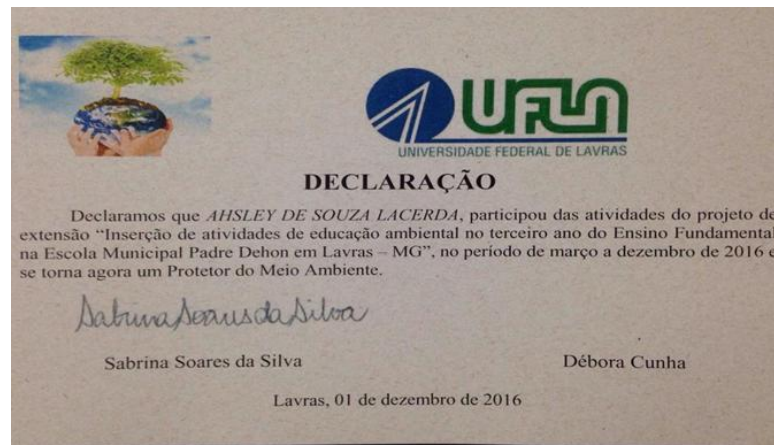 UFLA
UNIVERSIDADE FEDERAL DE LAVRAS
DECLARAÇÃO
Declaramos que AHSLEY DE SOUZA LACERDA, participou das atividades do projeto de
extensão “Inserção de atividades de educação ambiental no terceiro ano do Ensino Fundamental
na Escola Municipal Padre Dehon em Lavras – MG”, no período de março a dezembro de 2016 e
se torna agora um Protetor do Meio Ambiente.
Sabrina Soares da Silva
Sabrina Soares da Silva Débora Cunha
Lavras, 01 de dezembro de 2016